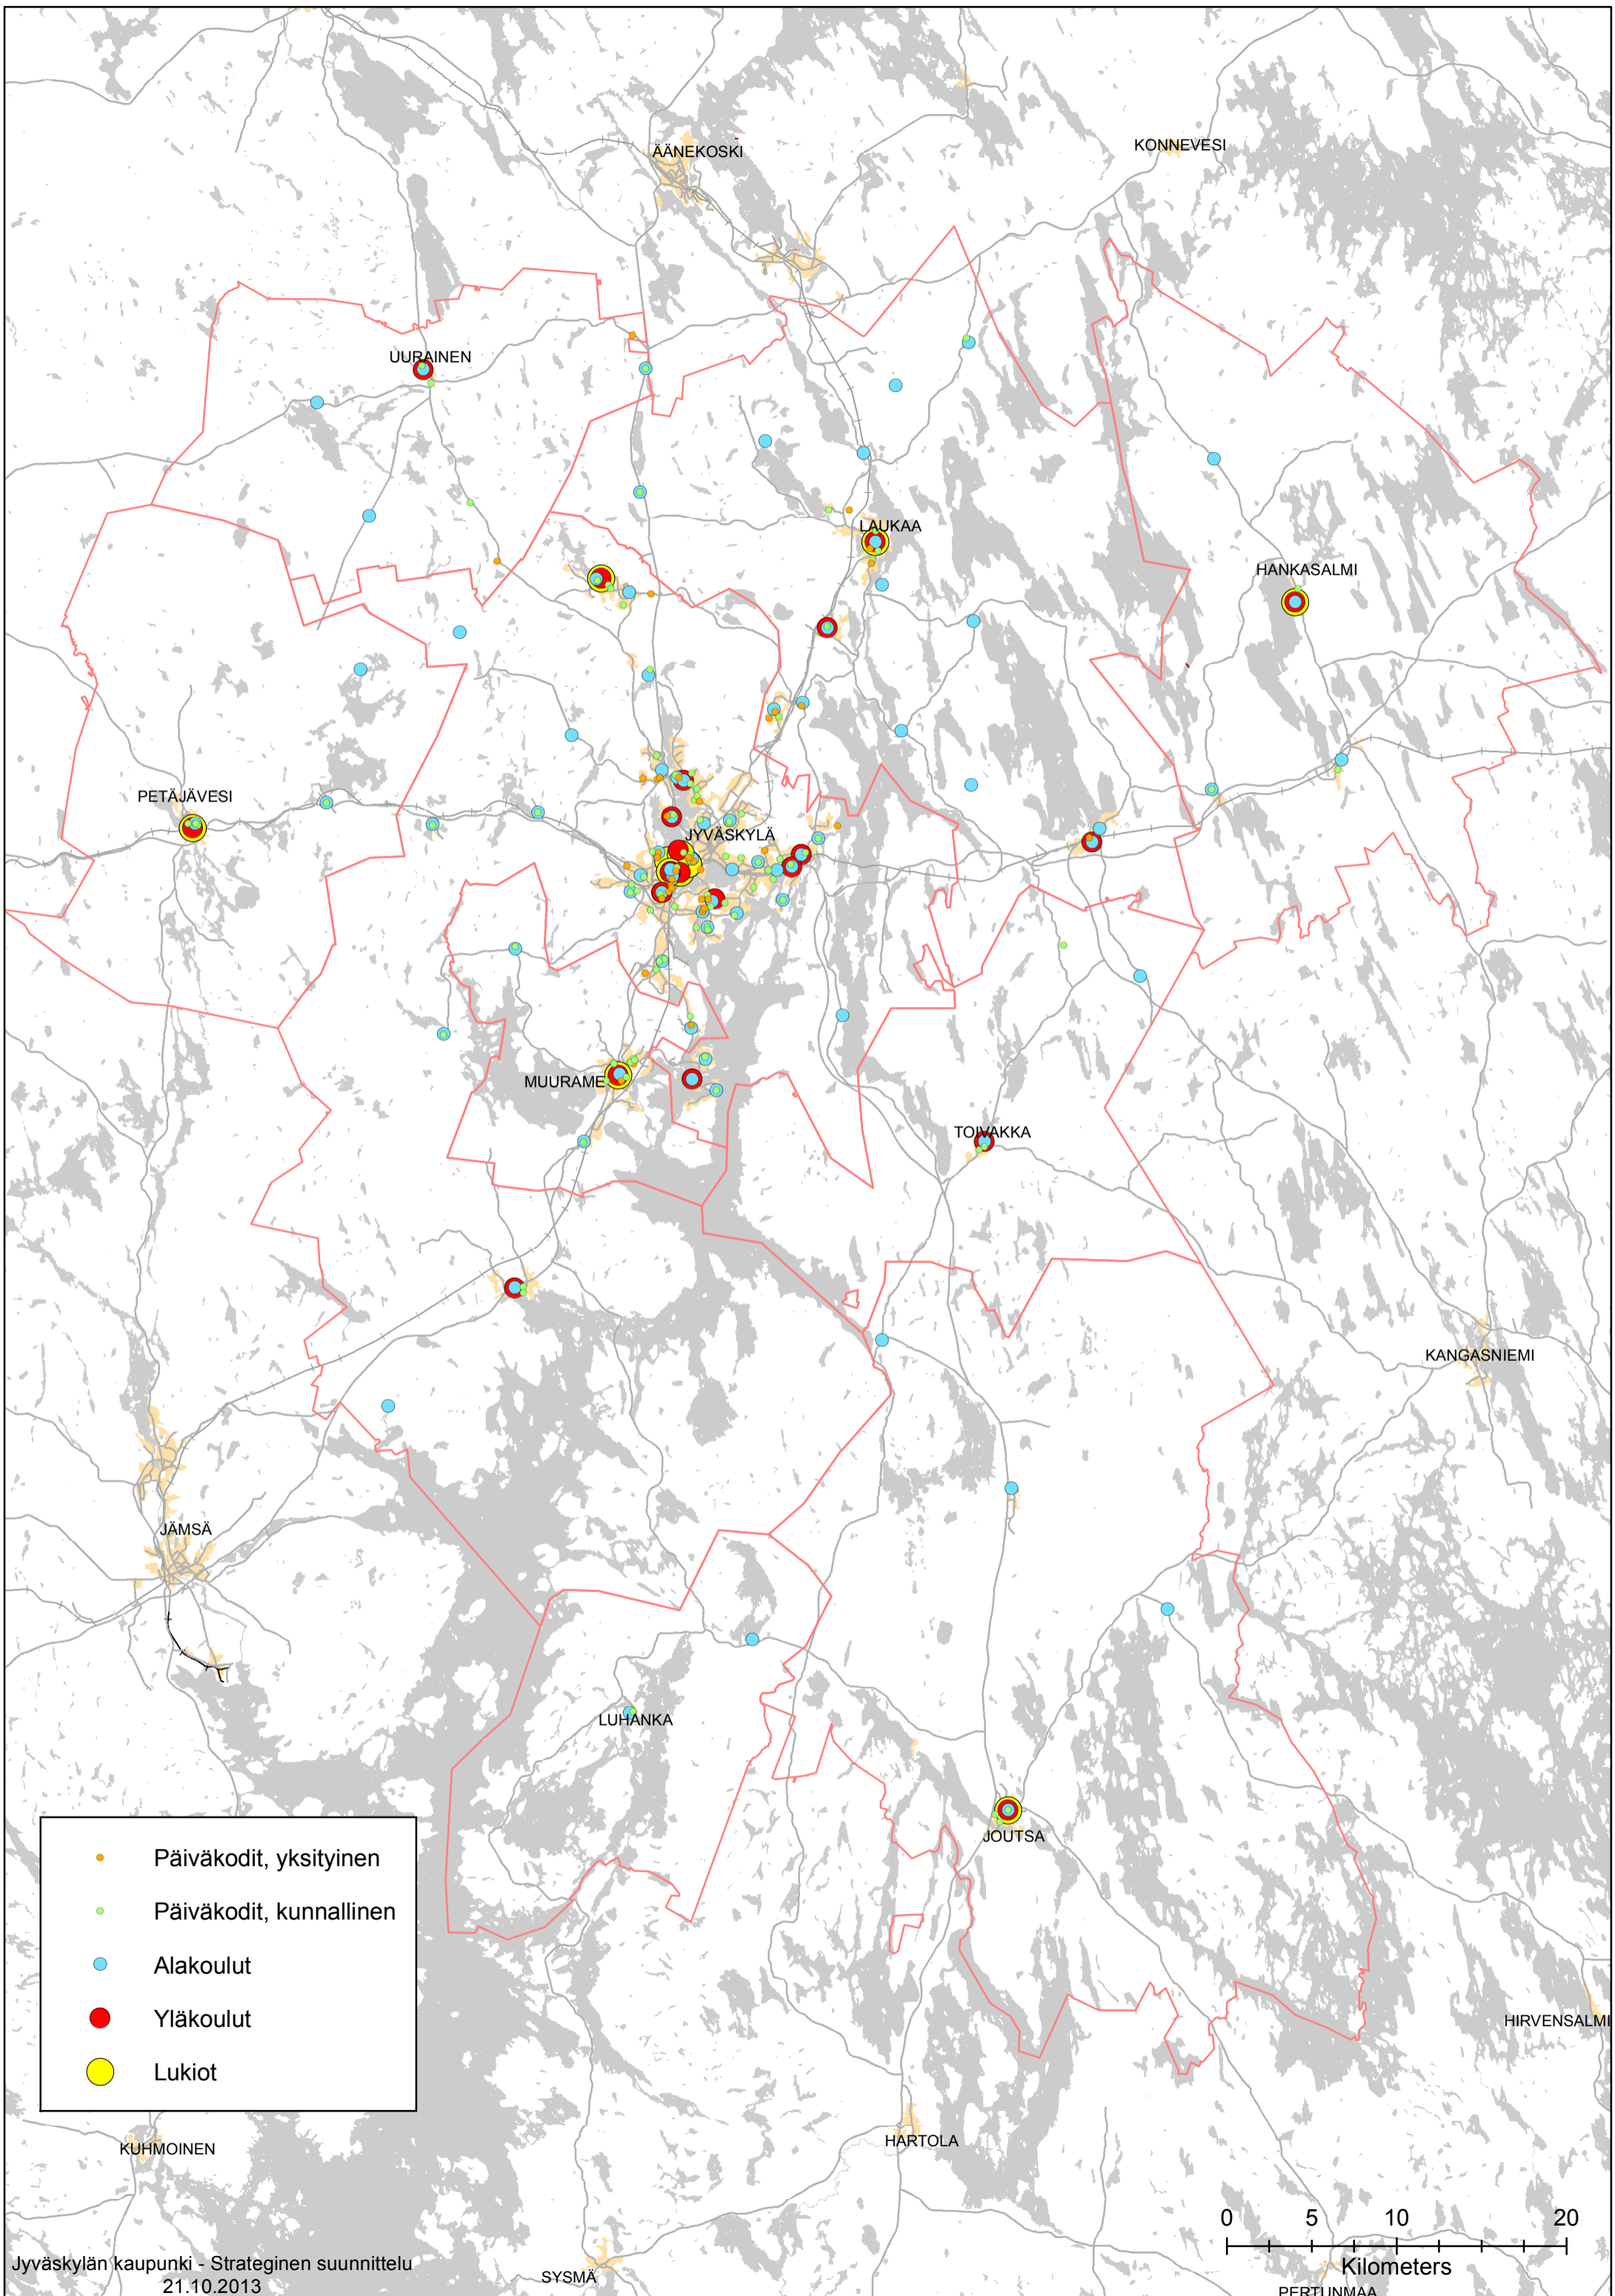 ÄÄNEKOSKI
KONNEVESI
UURAINEN
LAUKAA
HANKASALMI
PETÄJÄVESI
JYVÄSKYLÄ
MUURAME
TOIVAKKA
KANGASNIEMI
JÄMSÄ
LUHANKA
JOUTSA
Päiväkodit, yksityinen
Päiväkodit, kunnallinen
Alakoulut
Yläkoulut
Lukiot
HIRVENSALMI
KUHMOINEN
HARTOLA
0 5 10 20
Kilometers
Jyväskylän kaupunki - Strateginen suunnittelu
21.10.2013
SYSMÄ
PERTUNMAA